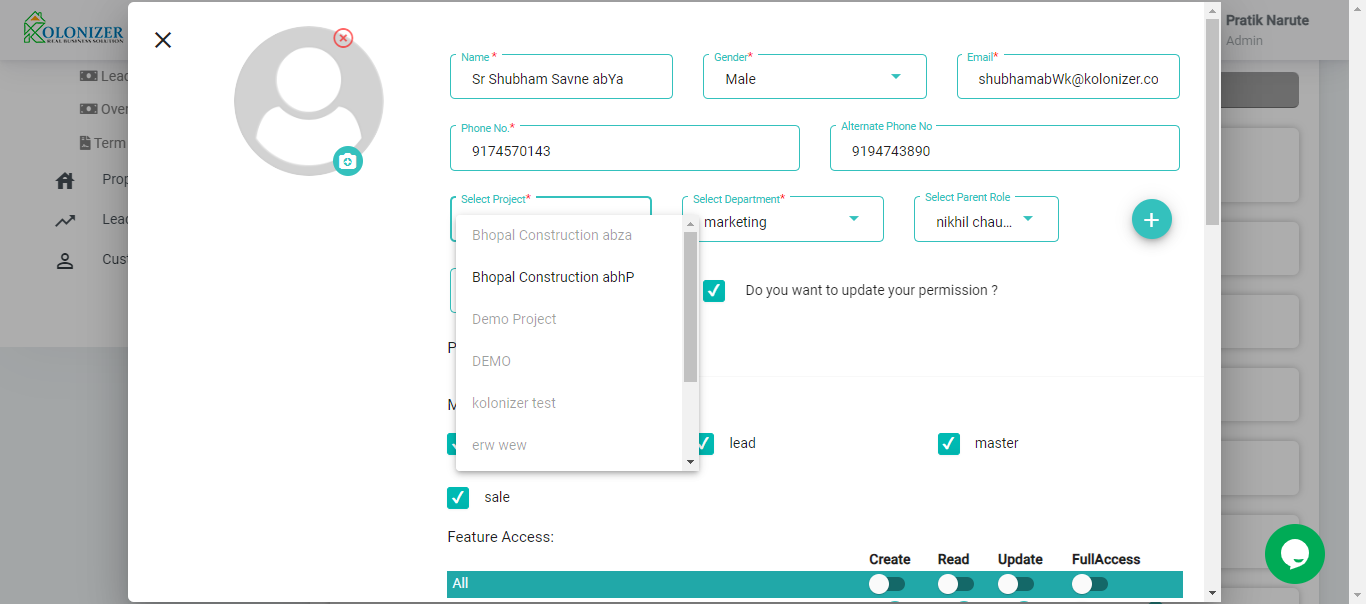 KOLONIZER
REAL BUSINESS SOLUTION
Pratik Narute
Admin
Lead
Over
Term
Prop
Lead
Cust
Name *
Sr Shubham Savne abYa
Gender*
Male
Email*
shubhamabWk@kolonizer.co
Phone No.*
9174570143
Alternate Phone No
9194743890
Select Project*
Select Department*
marketing
Select Parent Role
nikhil chau...
+
Bhopal Construction abza
Bhopal Construction abhP
Demo Project
DEMO
kolonizer test
erw wew
Do you want to update your permission ?
P
M
lead
master
sale
Feature Access:
Create Read Update FullAccess
All